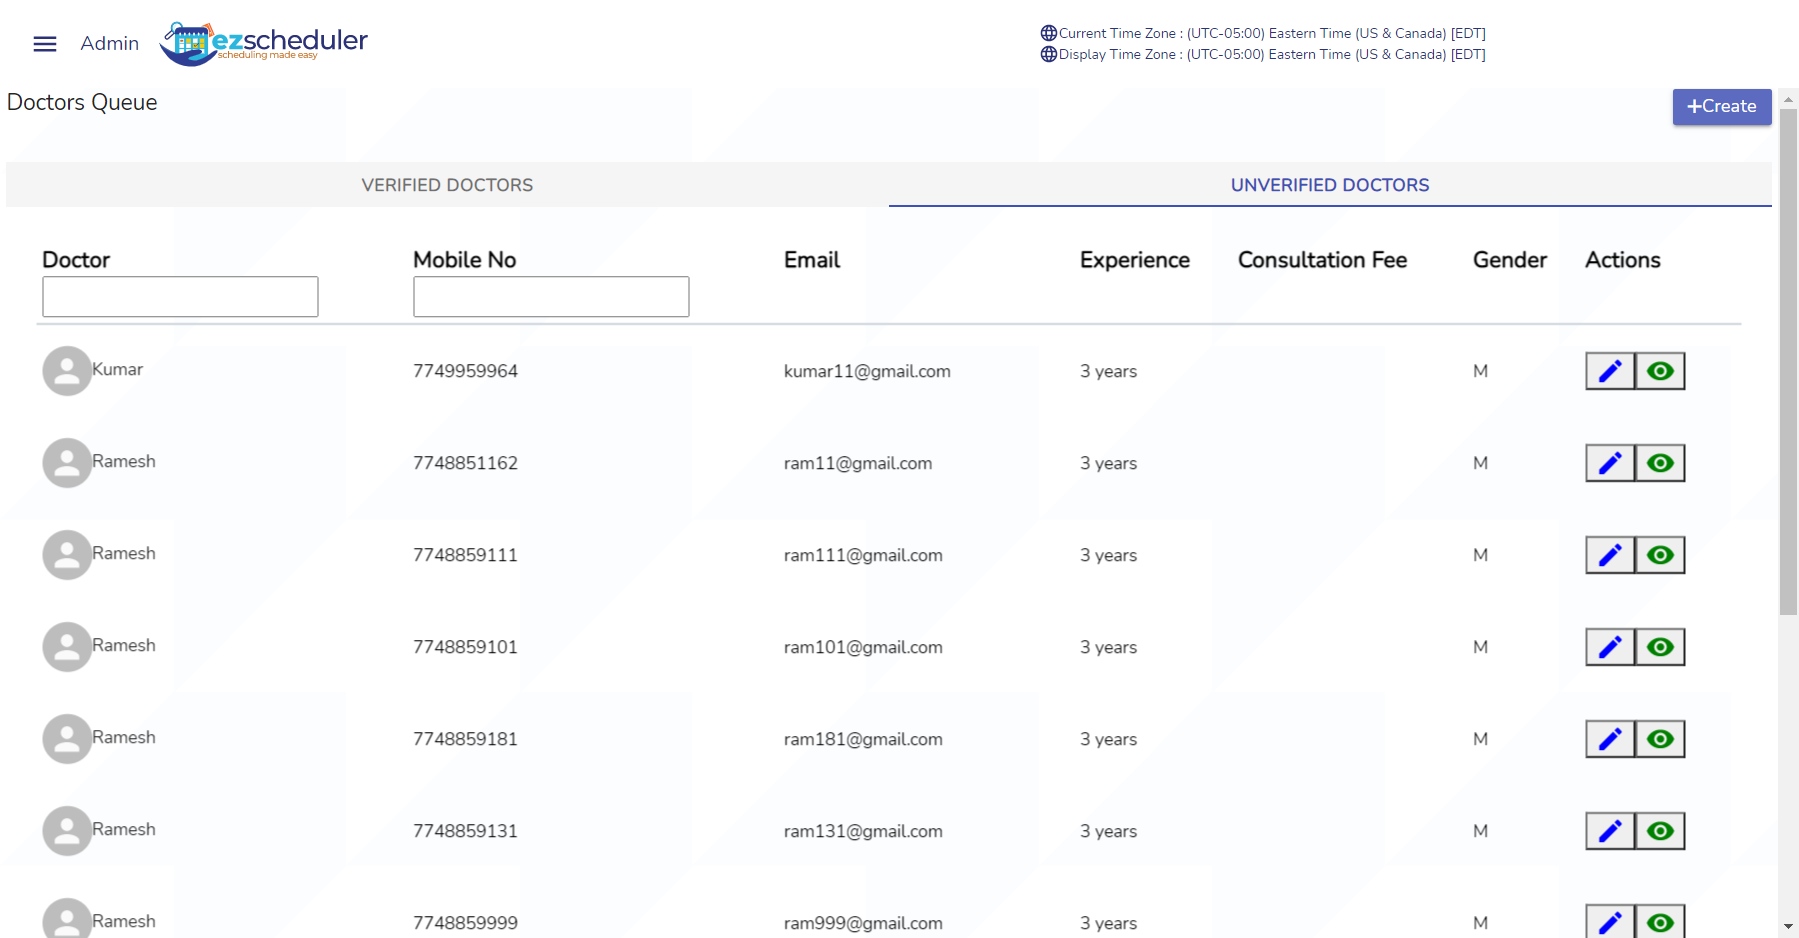 Admin
ezscheduler
scheduling made easy
Current Time Zone : (UTC-05:00) Eastern Time (US & Canada) [EDT]
Display Time Zone : (UTC-05:00) Eastern Time (US & Canada) [EDT]
Doctors Queue
+Create
VERIFIED DOCTORS UNVERIFIED DOCTORS
Doctor Mobile No Email Experience Consultation Fee Gender Actions
Kumar 7749959964 kumar11@gmail.com 3 years M
Ramesh 7748851162 ram11@gmail.com 3 years M
Ramesh 7748859111 ram111@gmail.com 3 years M
Ramesh 7748859101 ram101@gmail.com 3 years M
Ramesh 7748859181 ram181@gmail.com 3 years M
Ramesh 7748859131 ram131@gmail.com 3 years M
Ramesh 7748859999 ram999@gmail.com 3 years M